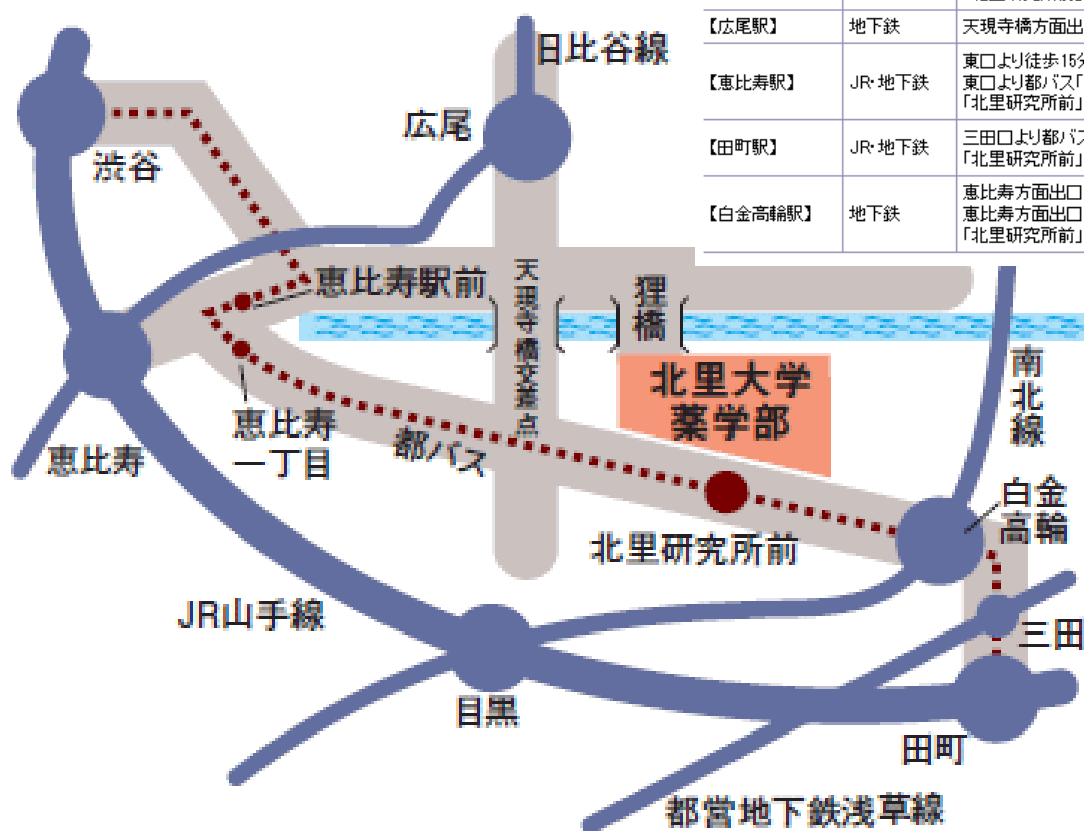 【広尾駅】 地下鉄 天現寺橋方面出
【恵比寿駅】 JR・地下鉄 東口より徒歩15分
東口より都バス「
「北里研究所前」
【田町駅】 JR・地下鉄 三田口より都バス
「北里研究所前」
【白金高輪駅】 地下鉄 恵比寿方面出口
恵比寿方面出口
「北里研究所前」
日比谷線
広尾
渋谷
恵比寿駅前
天現寺橋交差点
狸橋
北里大学
薬学部
南北線
恵比寿
恵比寿
一丁目
都バス
白金
高輪
北里研究所前
JR山手線
三田
目黒
田町
都営地下鉄浅草線